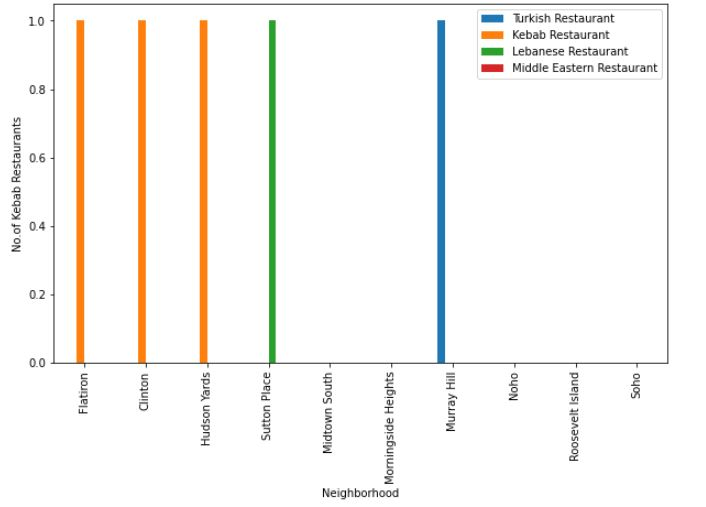 Turkish Restaurant
Kebab Restaurant
Lebanese Restaurant
Middle Eastern Restaurant
No.of Kebab Restaurants
1.0
0.8
0.6
0.4
0.2
0.0
Flatiron
Clinton
Hudson Yards
Sutton Place
Midtown South
Morningside Heights
Murray Hill
Noho
Roosevelt Island
Soho
Neighborhood